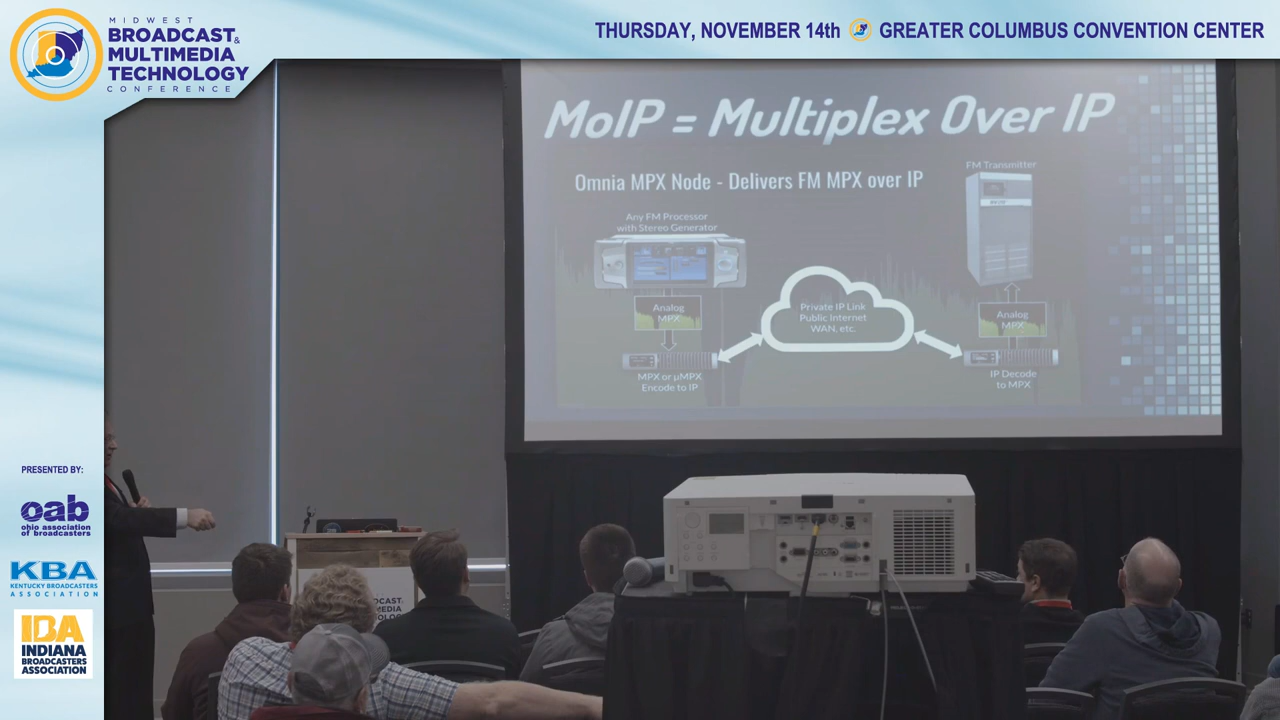 MIDWEST
BROADCAST&
MULTIMEDIA
TECHNOLOGY
CONFERENCE
THURSDAY, NOVEMBER 14th
GREATER COLUMBUS CONVENTION CENTER
MoIP = Multiplex Over IP
Omnia MPX Node - Delivers FM MPX over IP
FM Transmitter
Any FM Processor
with Stereo Generator
Analog
MPX
Private IP Link
Public Internet
WAN, etc.
Analog
MPX
MPX or µMPX
Encode to IP
IP Decode
to MPX
PRESENTED BY:
oab
ohio association
of broadcasters
KBA
KENTUCKY BROADCASTERS
ASSOCIATION
IBA
INDIANA
BROADCASTERS
ASSOCIATION
DCAST&
MEDIA
OLOGY